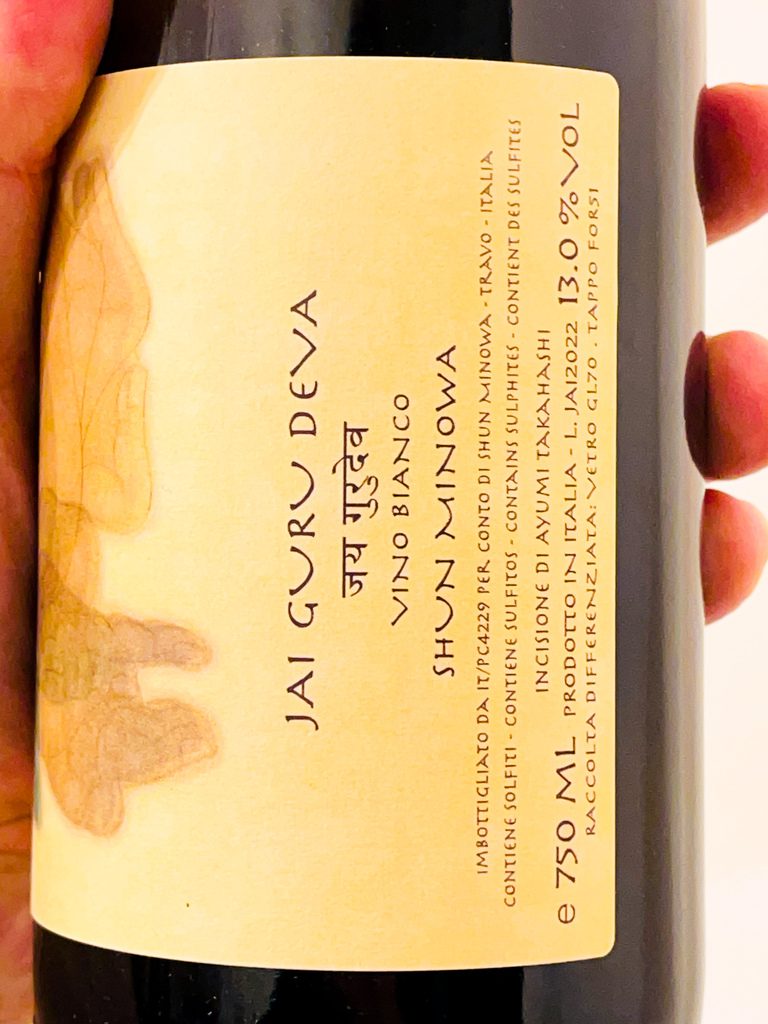 JAI GURU DEVA
जय गुरुदेव
VINO BIANCO
SHUN MINOWA
IMBOTTIGLIATO DA IT/PC4229 PER CONTO DI SHUN MINOWA - TRAVO - ITALIA
CONTIENE SOLFITI - CONTIENE SULFITOS - CONTAINS SULPHITES - CONTIENT DES SULFITES
INCISIONE DI AYUMI TAKAHASHI
e 750 ML PRODOTTO IN ITALIA - L. JAI2022 13.0 % VOL
RACCOLTA DIFFERENZIATA: VETRO GL70 . TAPPO FOR51